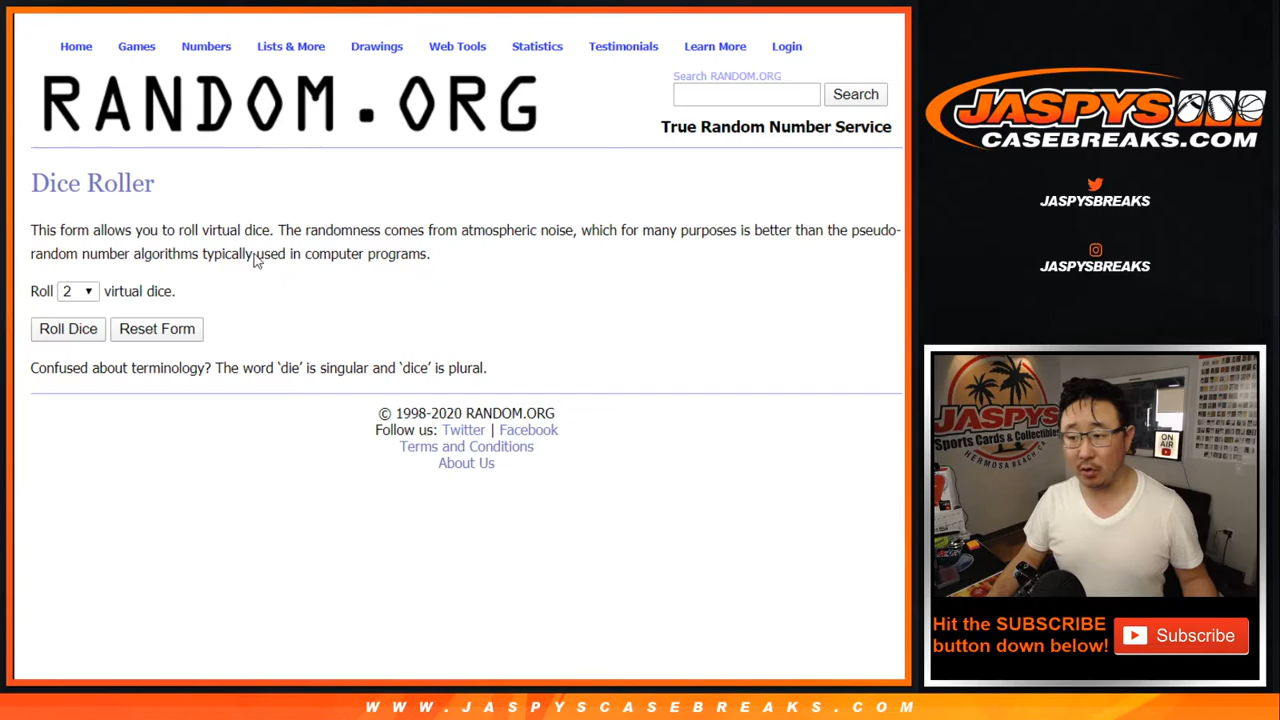 Home Games Numbers Lists & More Drawings Web Tools Statistics Testimonials Learn More Login
RANDOM.ORG
Search RANDOM.ORG
Search
True Random Number Service
Dice Roller
This form allows you to roll virtual dice. The randomness comes from atmospheric noise, which for many purposes is better than the pseudo-
random number algorithms typically used in computer programs.
Roll 2 virtual dice.
Roll Dice Reset Form
Confused about terminology? The word ‘die’ is singular and ‘dice’ is plural.
© 1998-2020 RANDOM.ORG
Follow us: Twitter | Facebook
Terms and Conditions
About Us
JASPYS
CASEBREAKS.COM
JASPYSBREAKS
JASPYSBREAKS
JASPYS
Sports Cards & Collectibles
HERMOSA BEACH, CA
ON
AIR
Hit the SUBSCRIBE
button down below!
Subscribe
WWW.JASPYSCASEBREAKS.COM